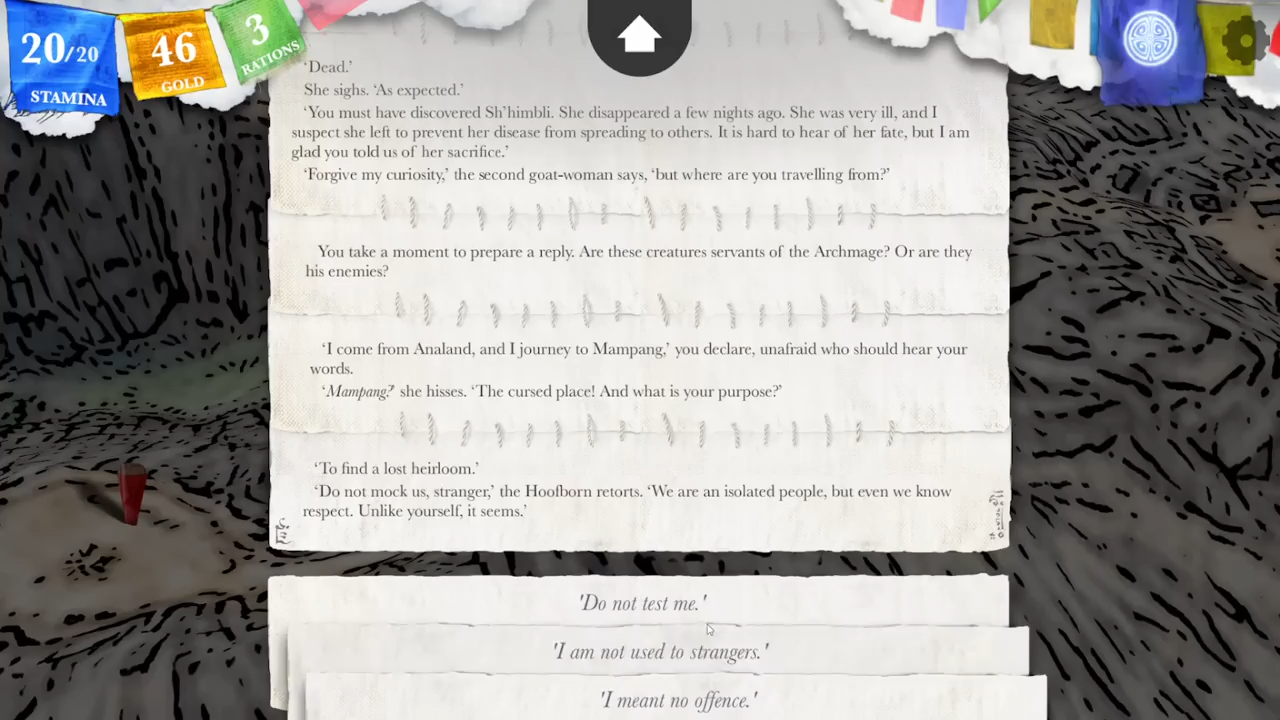 20/20
STAMINA
46
GOLD
3
RATIONS
‘Dead.’
She sighs. ‘As expected.’
‘You must have discovered Sh’himbli. She disappeared a few nights ago. She was very ill, and I
suspect she left to prevent her disease from spreading to others. It is hard to hear of her fate, but I am
glad you told us of her sacrifice.’
‘Forgive my curiosity,’ the second goat-woman says, ‘but where are you travelling from?’
You take a moment to prepare a reply. Are these creatures servants of the Archmage? Or are they
his enemies?
‘I come from Analand, and I journey to Mampang,’ you declare, unafraid who should hear your
words.
‘Mampang?’ she hisses. ‘The cursed place! And what is your purpose?’
‘To find a lost heirloom.’
‘Do not mock us, stranger,’ the Hoofborn retorts. ‘We are an isolated people, but even we know
respect. Unlike yourself, it seems.’
'Do not test me.'
'I am not used to strangers.'
'I meant no offence.'